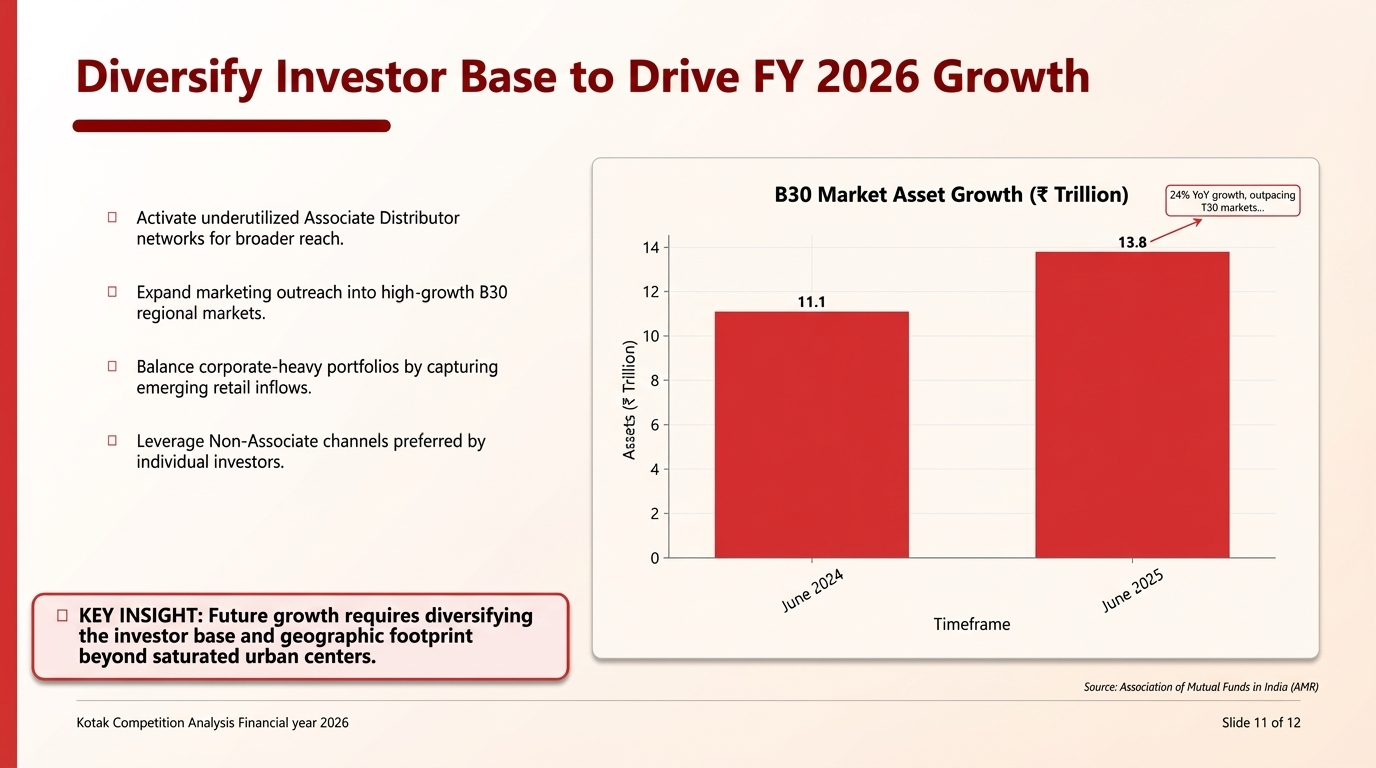 Diversify Investor Base to Drive FY 2026 Growth
Activate underutilized Associate Distributor
networks for broader reach.
Expand marketing outreach into high-growth B30
regional markets.
Balance corporate-heavy portfolios by capturing
emerging retail inflows.
Leverage Non-Associate channels preferred by
individual investors.
KEY INSIGHT: Future growth requires diversifying
the investor base and geographic footprint
beyond saturated urban centers.
B30 Market Asset Growth (₹ Trillion)
24% YoY growth, outpacing
T30 markets...
Assets (₹ Trillion)
14
12
10
8
6
4
2
0
11.1
13.8
June 2024
June 2025
Timeframe
Source: Association of Mutual Funds in India (AMR)
Kotak Competition Analysis Financial year 2026
Slide 11 of 12